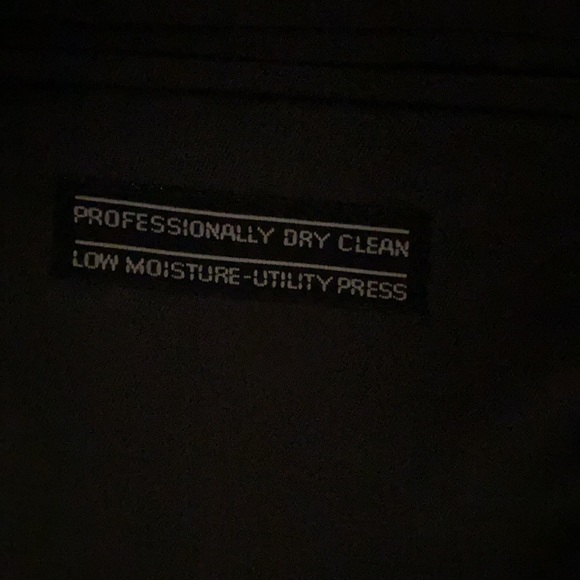 PROFESSIONALLY DRY CLEAN
LOW MOISTURE-UTILITY PRESS